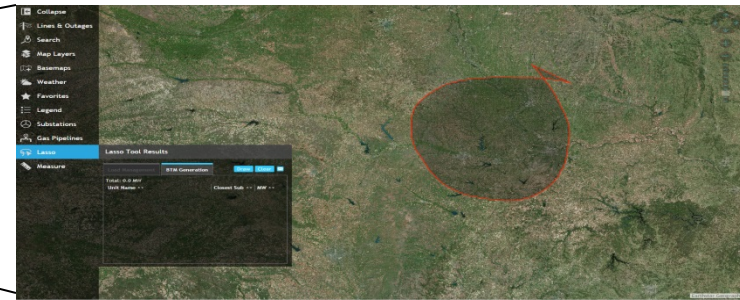 Collapse
Lines & Outages
Search
Map Layers
Basemaps
Weather
Favorites
Legend
Substations
Gas Pipelines
Lasso
Measure
Lasso Tool Results
BTM Generation
Draw Clear
Total: 0.0 MW
Unit Name
Closest Sub
MW